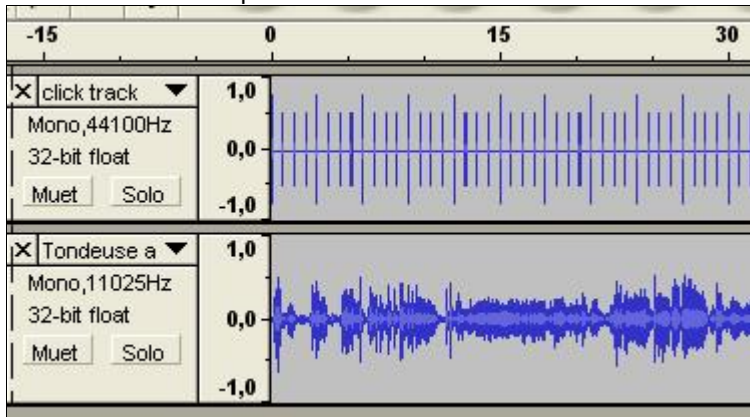 -15 0 15 30
click track 1,0
Mono,44100Hz
32-bit float 0,0
Muet Solo
-1,0
Tondeuse a 1,0
Mono,11025Hz
32-bit float 0,0
Muet Solo
-1,0